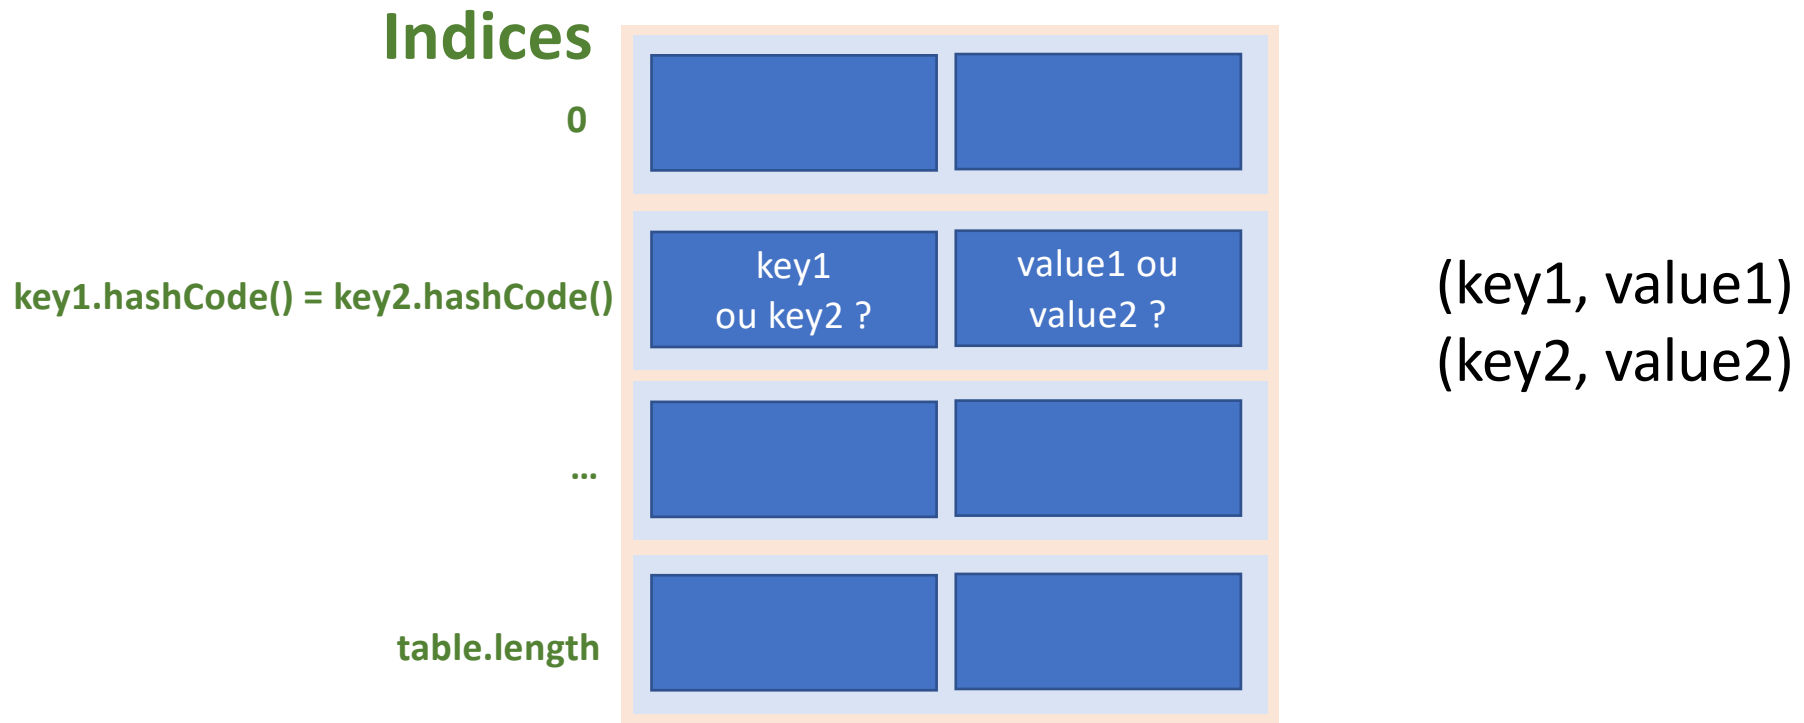 Indices
0
key1.hashCode() = key2.hashCode()
key1
ou key2 ?
value1 ou
value2 ?
(key1, value1)
(key2, value2)
...
table.length